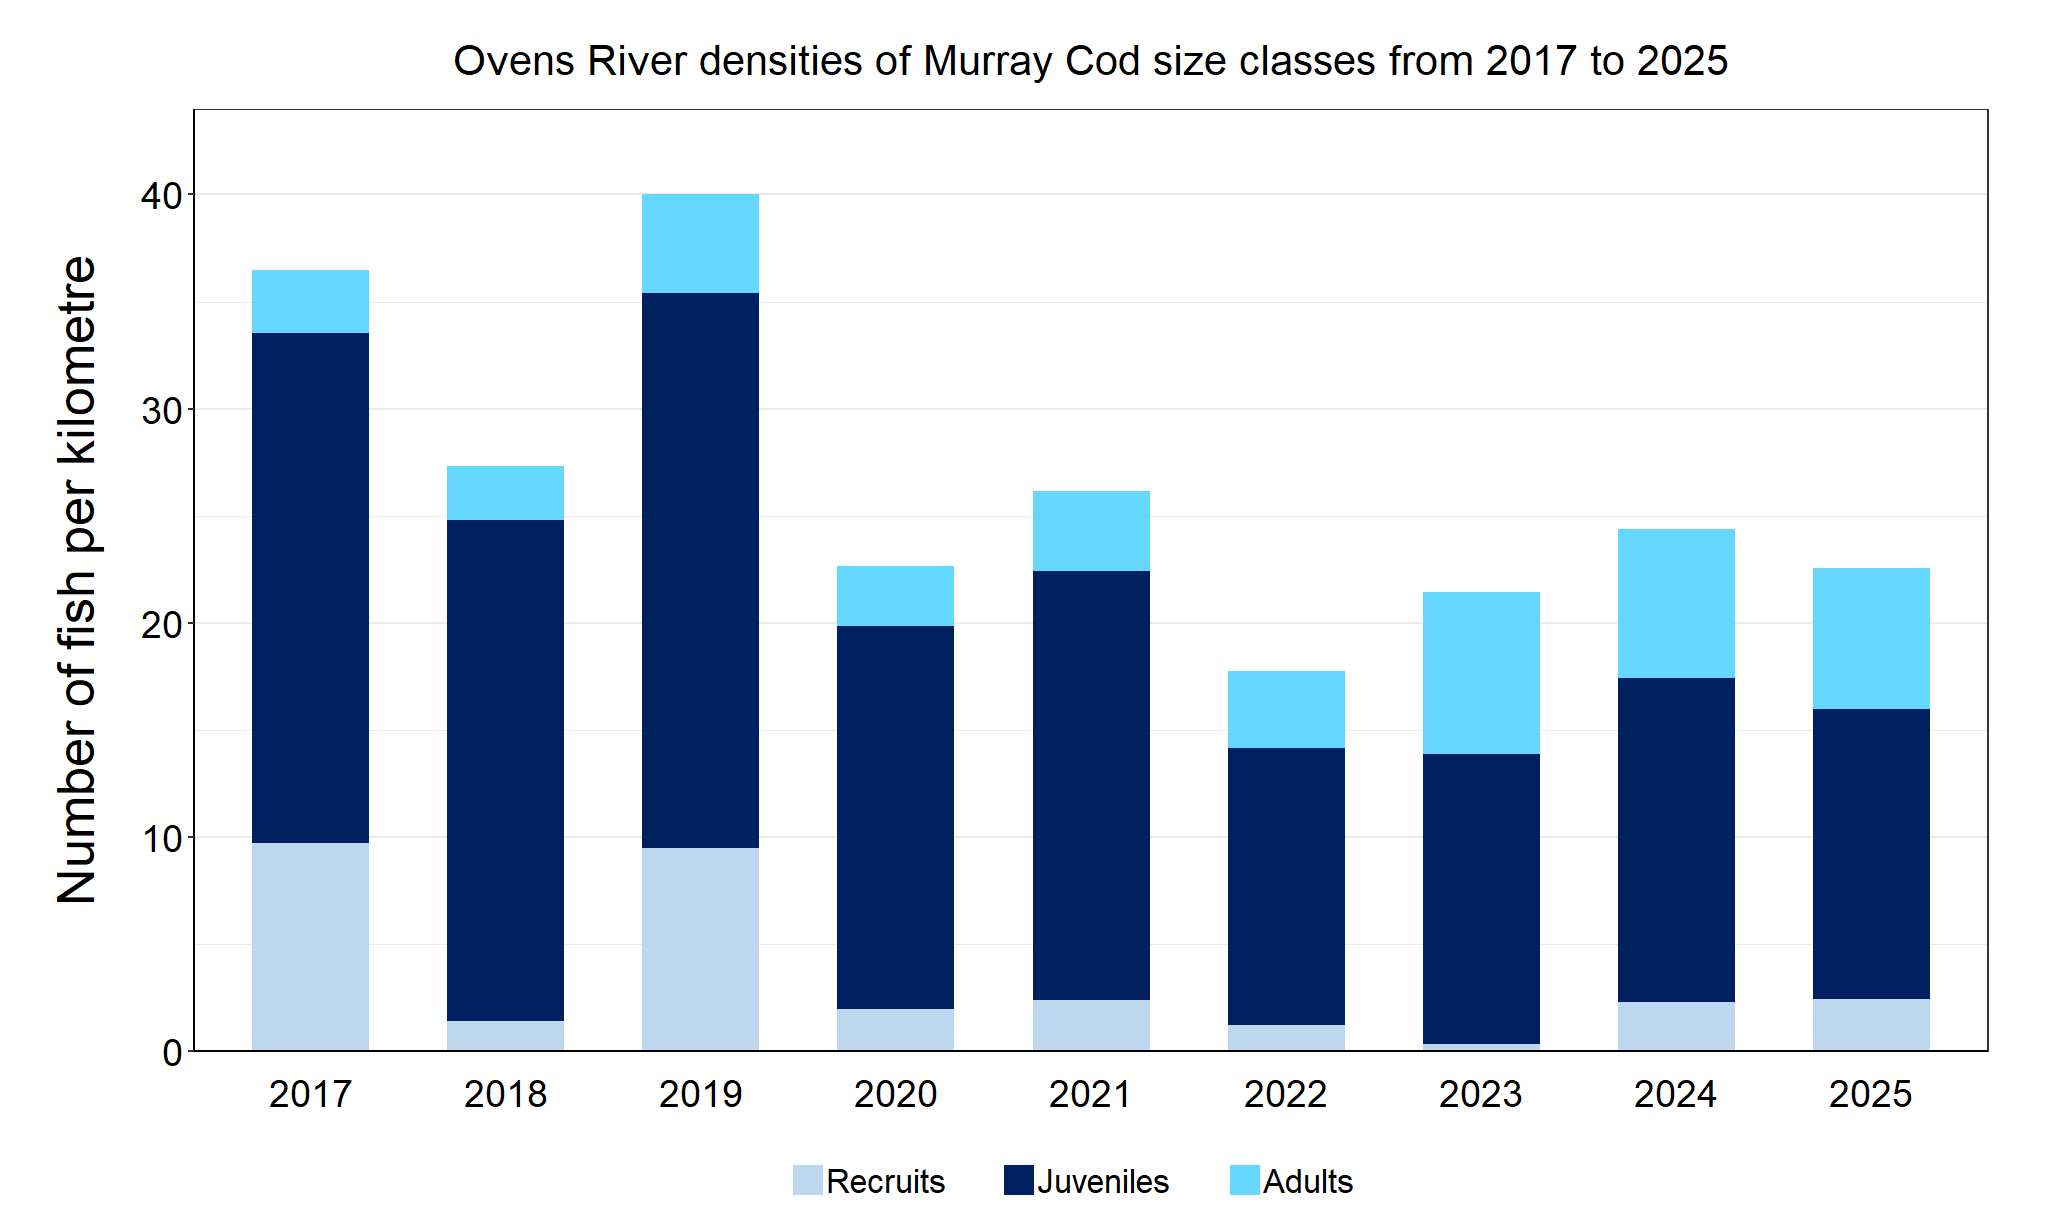 Ovens River densities of Murray Cod size classes from 2017 to 2025
Number of fish per kilometre
40
30
20
10
0
2017 2018 2019 2020 2021 2022 2023 2024 2025
Recruits Juveniles Adults